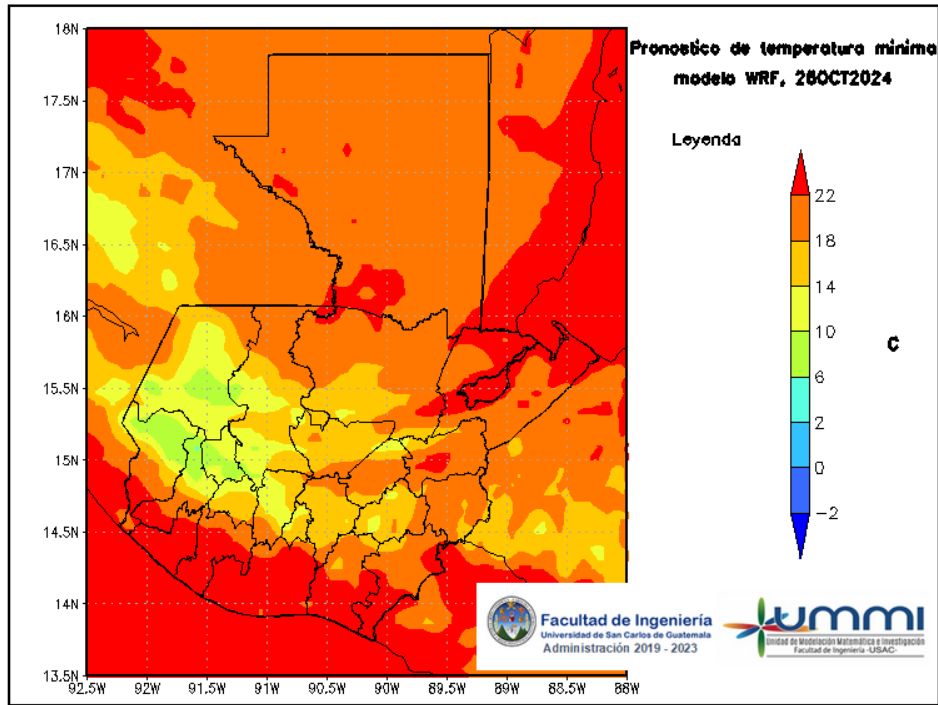 Pronostico de temperatura minima
modelo WRF, 28OCT2024
Leyenda
22
18
14
10
6
2
0
−2
C
18N
17.5N
17N
16.5N
16N
15.5N
15N
14.5N
14N
13.5N
92.5W 92W 91.5W 91W 90.5W 90W 89.5W 89W 88.5W 88W
Facultad de Ingeniería
Universidad de San Carlos de Guatemala
Administración 2019 - 2023
UMMI
Unidad de Modelación Matemática e Investigación
Facultad de Ingeniería -USAC-